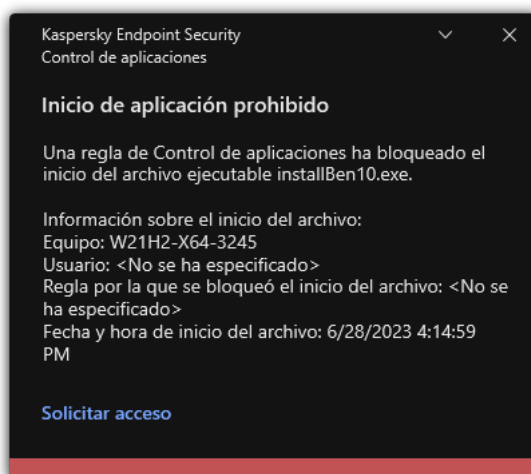 Kaspersky Endpoint Security
Control de aplicaciones
Inicio de aplicación prohibido
Una regla de Control de aplicaciones ha bloqueado el
inicio del archivo ejecutable installBen10.exe.
Información sobre el inicio del archivo:
Equipo: W21H2-X64-3245
Usuario: <No se ha especificado>
Regla por la que se bloqueó el inicio del archivo: <No se
ha especificado>
Fecha y hora de inicio del archivo: 6/28/2023 4:14:59
PM
Solicitar acceso